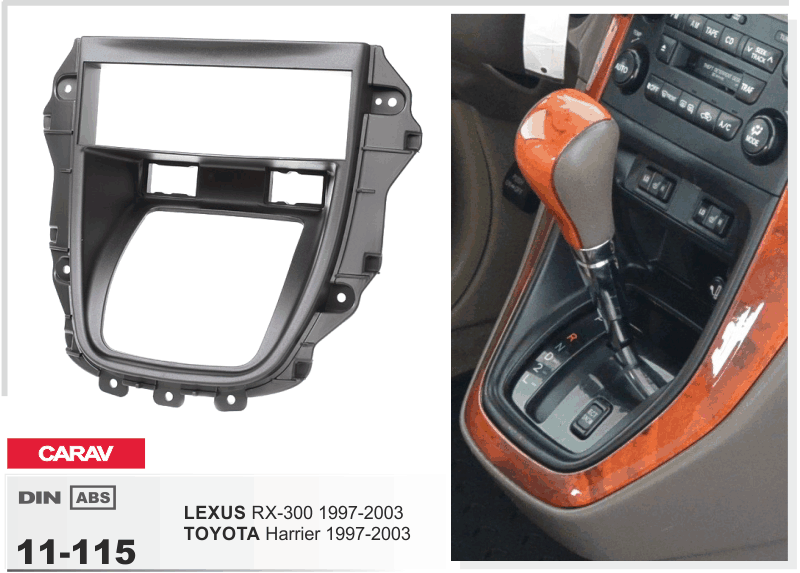 CARAV
DIN ABS
11-115
LEXUS RX-300 1997-2003
TOYOTA Harrier 1997-2003
TAPE CD
SEEK
TRACK
TRAF
AUTO
OFF
A/C
MODE
R
N
D
2
L